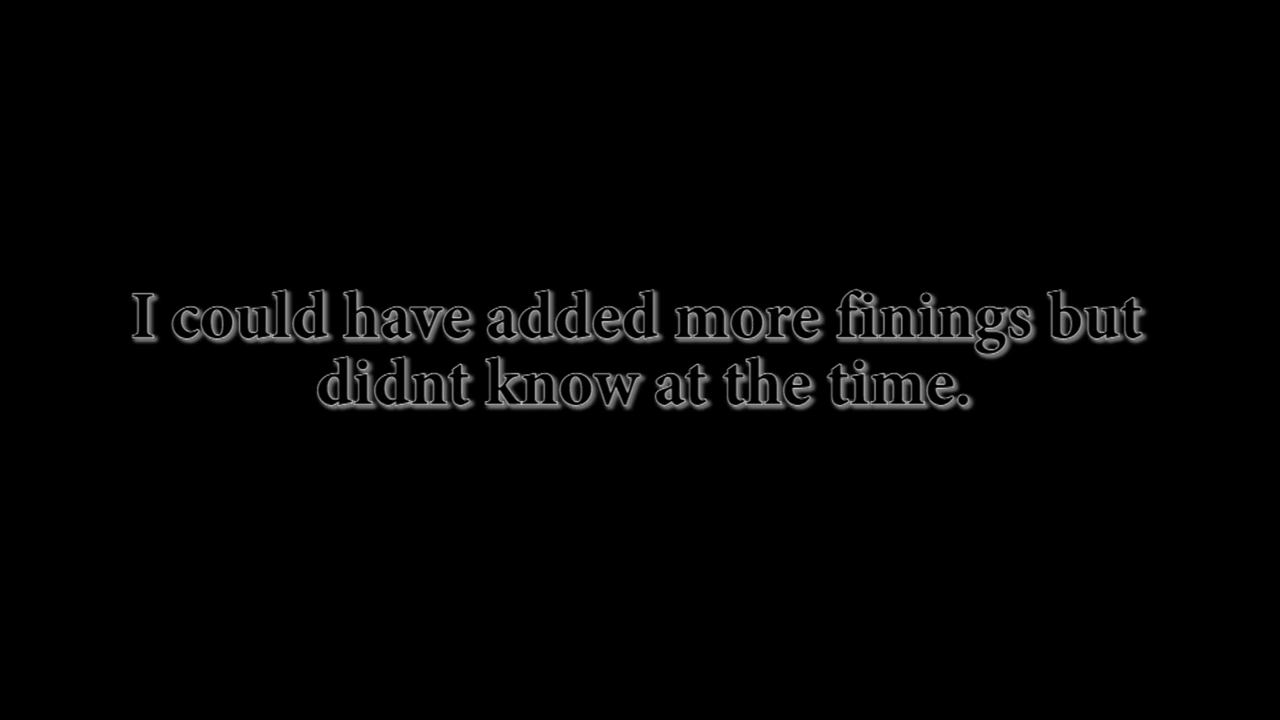 I could have added more finings but
didnt know at the time.